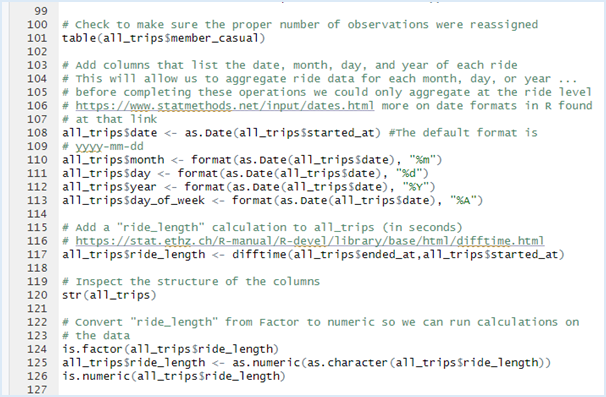 99
100 # Check to make sure the proper number of observations were reassigned
101 table(all_trips$member_casual)
102
103 # Add columns that list the date, month, day, and year of each ride
104 # This will allow us to aggregate ride data for each month, day, or year ...
105 # before completing these operations we could only aggregate at the ride level
106 # https://www.statmethods.net/input/dates.html more on date formats in R found
107 # at that link
108 all_trips$date <- as.Date(all_trips$started_at) #The default format is
109 # yyyy-mm-dd
110 all_trips$month <- format(as.Date(all_trips$date), "%m")
111 all_trips$day <- format(as.Date(all_trips$date), "%d")
112 all_trips$year <- format(as.Date(all_trips$date), "%Y")
113 all_trips$day_of_week <- format(as.Date(all_trips$date), "%A")
114
115 # Add a "ride_length" calculation to all_trips (in seconds)
116 # https://stat.ethz.ch/R-manual/R-devel/library/base/html/difftime.html
117 all_trips$ride_length <- difftime(all_trips$ended_at,all_trips$started_at)
118
119 # Inspect the structure of the columns
120 str(all_trips)
121
122 # Convert "ride_length" from Factor to numeric so we can run calculations on
123 # the data
124 is.factor(all_trips$ride_length)
125 all_trips$ride_length <- as.numeric(as.character(all_trips$ride_length))
126 is.numeric(all_trips$ride_length)
127